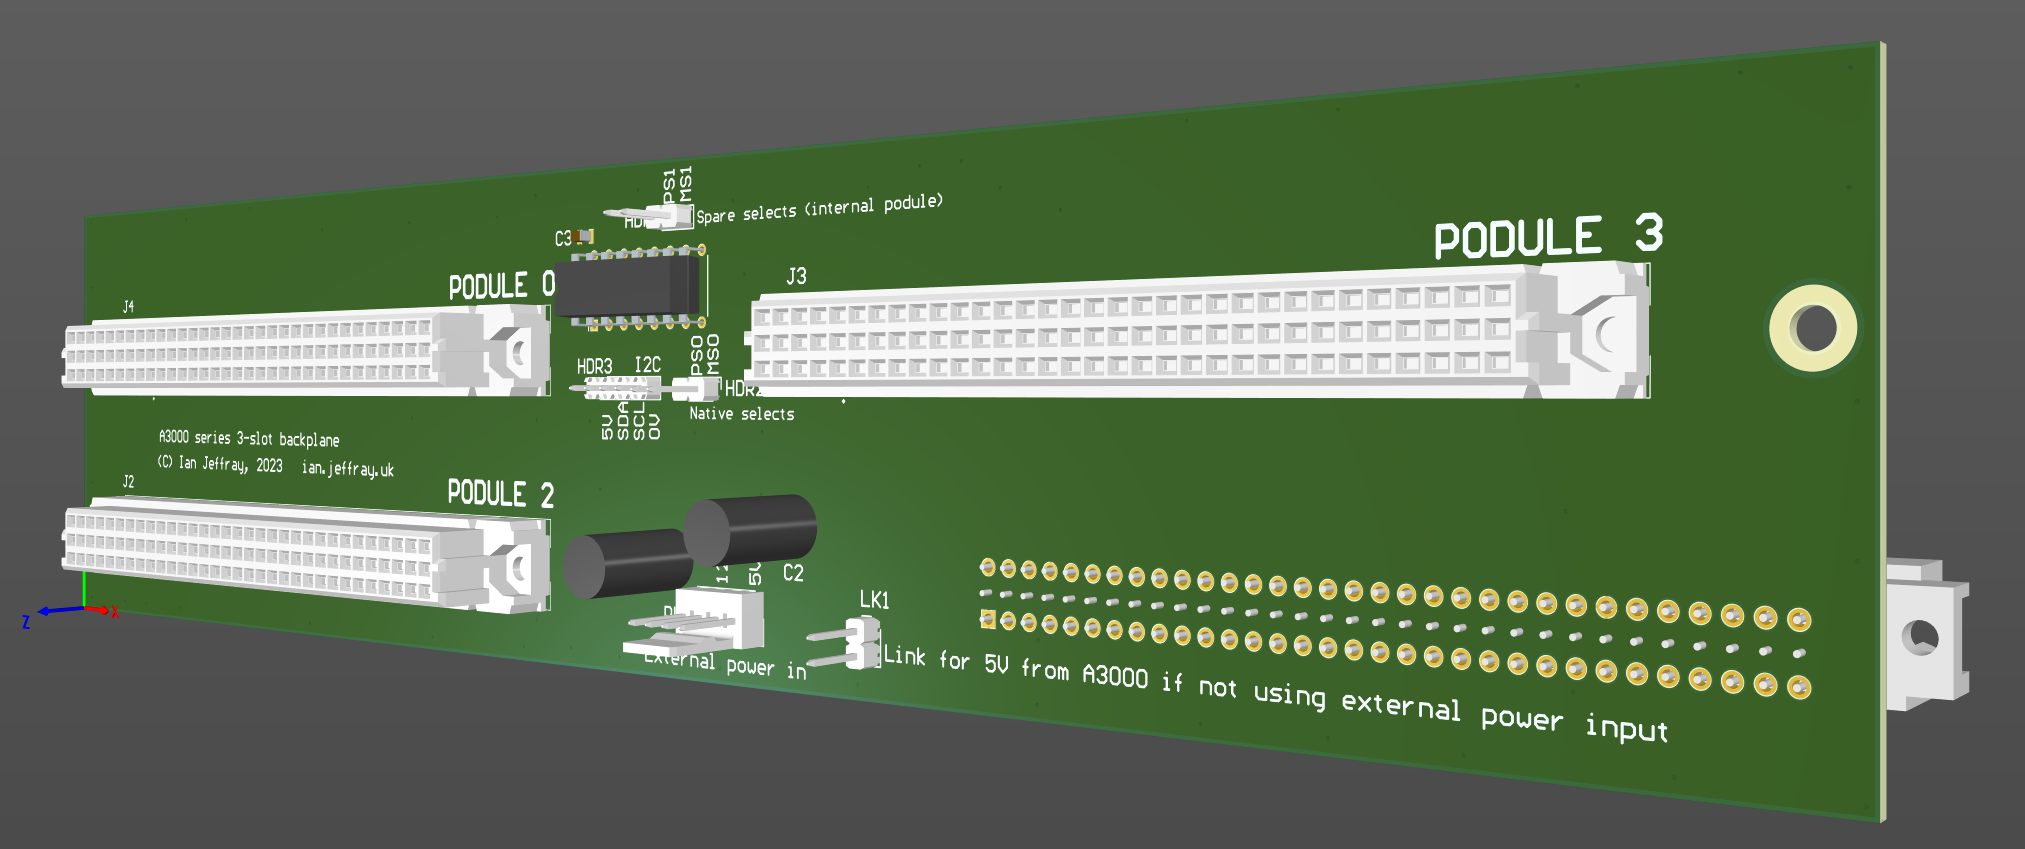 PS1
MS1
Spare selects (internal podule)
C3
PODULE 3
PODULE 0
J3
J4
PS0
MS0
HDR3
I2C
Native selects
5V
SDA
SCL
0V
A3000 series 3-slot backplane
(C) Ian Jeffray, 2023 ian.jeffray.uk
J2
PODULE 2
5V
C2
LK1
External power in
Link for 5V from A3000 if not using external power input
Z
X